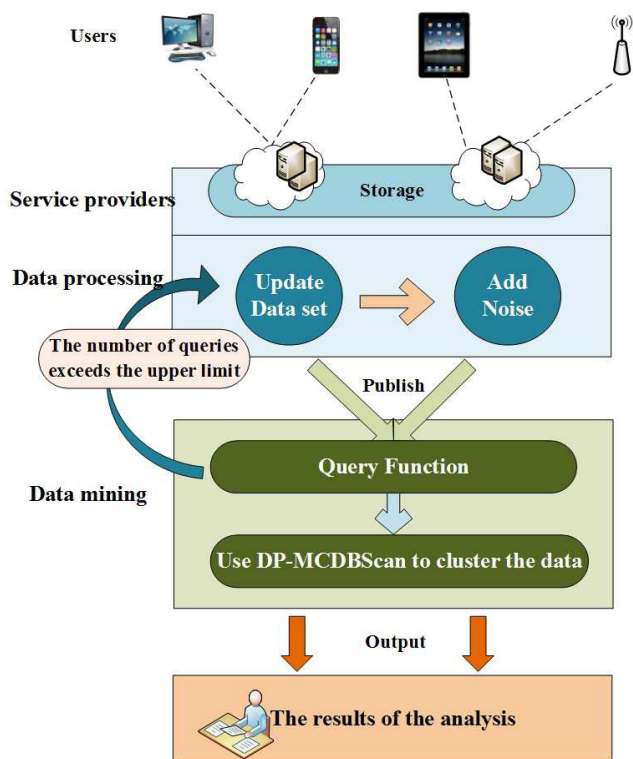 Users
Storage
Service providers
Data processing
Update
Data set
Add
Noise
The number of queries
exceeds the upper limit
Publish
Query Function
Data mining
Use DP-MCDBScan to cluster the data
Output
The results of the analysis